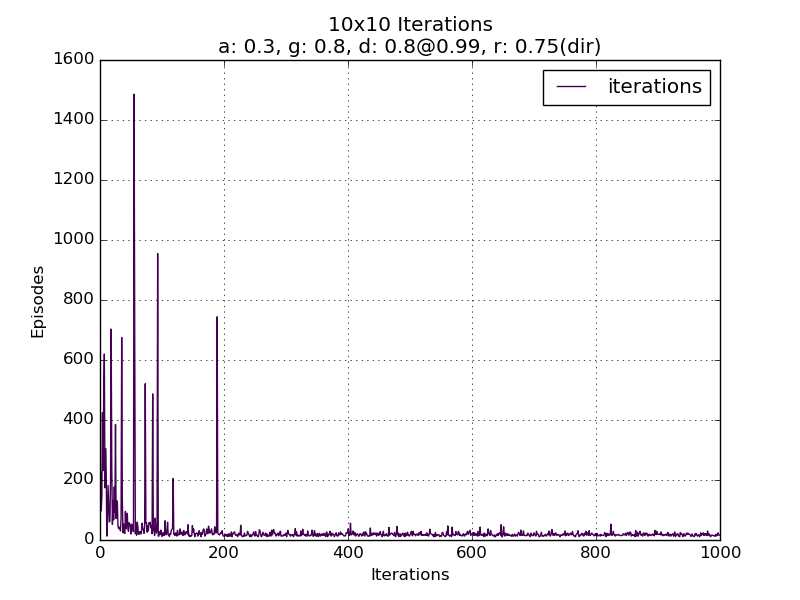 10x10 Iterations
a: 0.3, g: 0.8, d: 0.8@0.99, r: 0.75(dir)
1600
1400
1200
1000
800
600
400
200
0
Episodes
iterations
0 200 400 600 800 1000
Iterations